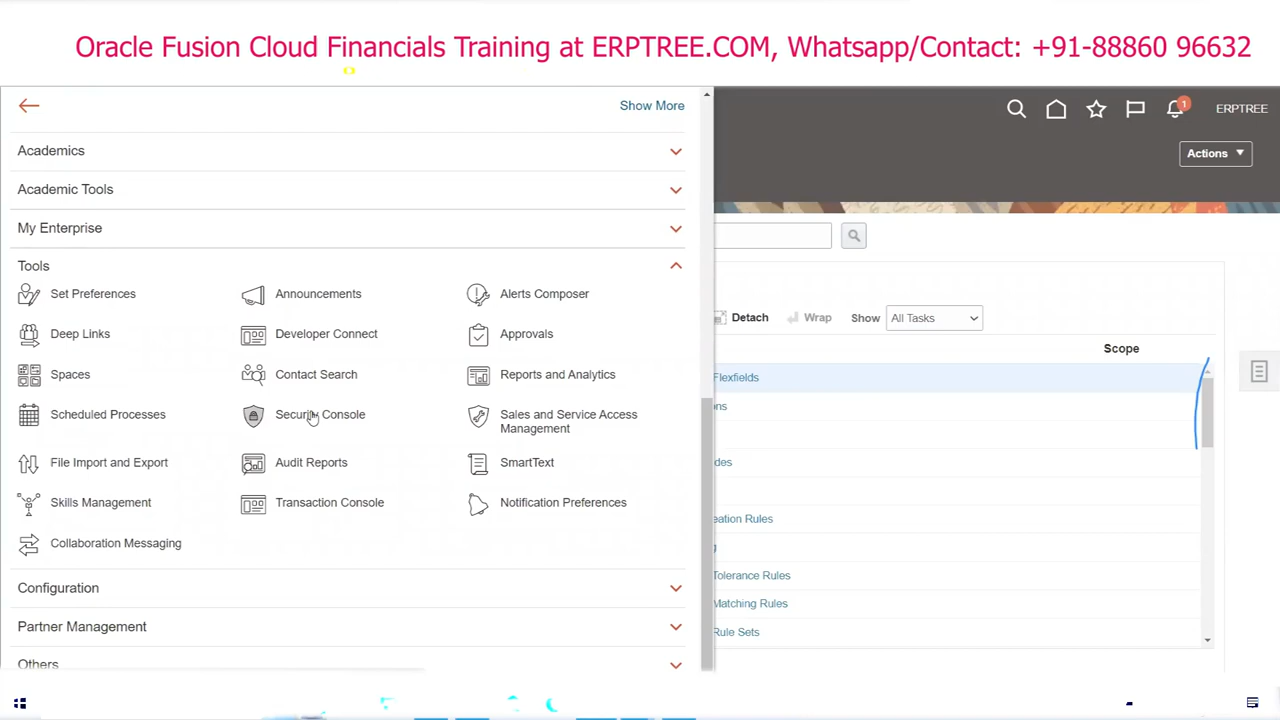 Oracle Fusion Cloud Financials Training at ERPTREE.COM, Whatsapp/Contact: +91-88860 96632
Show More
1
ERPTREE
Actions
Academics
Academic Tools
My Enterprise
Tools
Set Preferences
Announcements
Alerts Composer
Deep Links
Developer Connect
Approvals
Spaces
Contact Search
Reports and Analytics
Scheduled Processes
Security Console
Sales and Service Access
Management
File Import and Export
Audit Reports
SmartText
Skills Management
Transaction Console
Notification Preferences
Collaboration Messaging
Configuration
Partner Management
Others
Detach
Wrap
Show
All Tasks
Scope
Flexfields
ons
des
eation Rules
Tolerance Rules
Matching Rules
Rule Sets